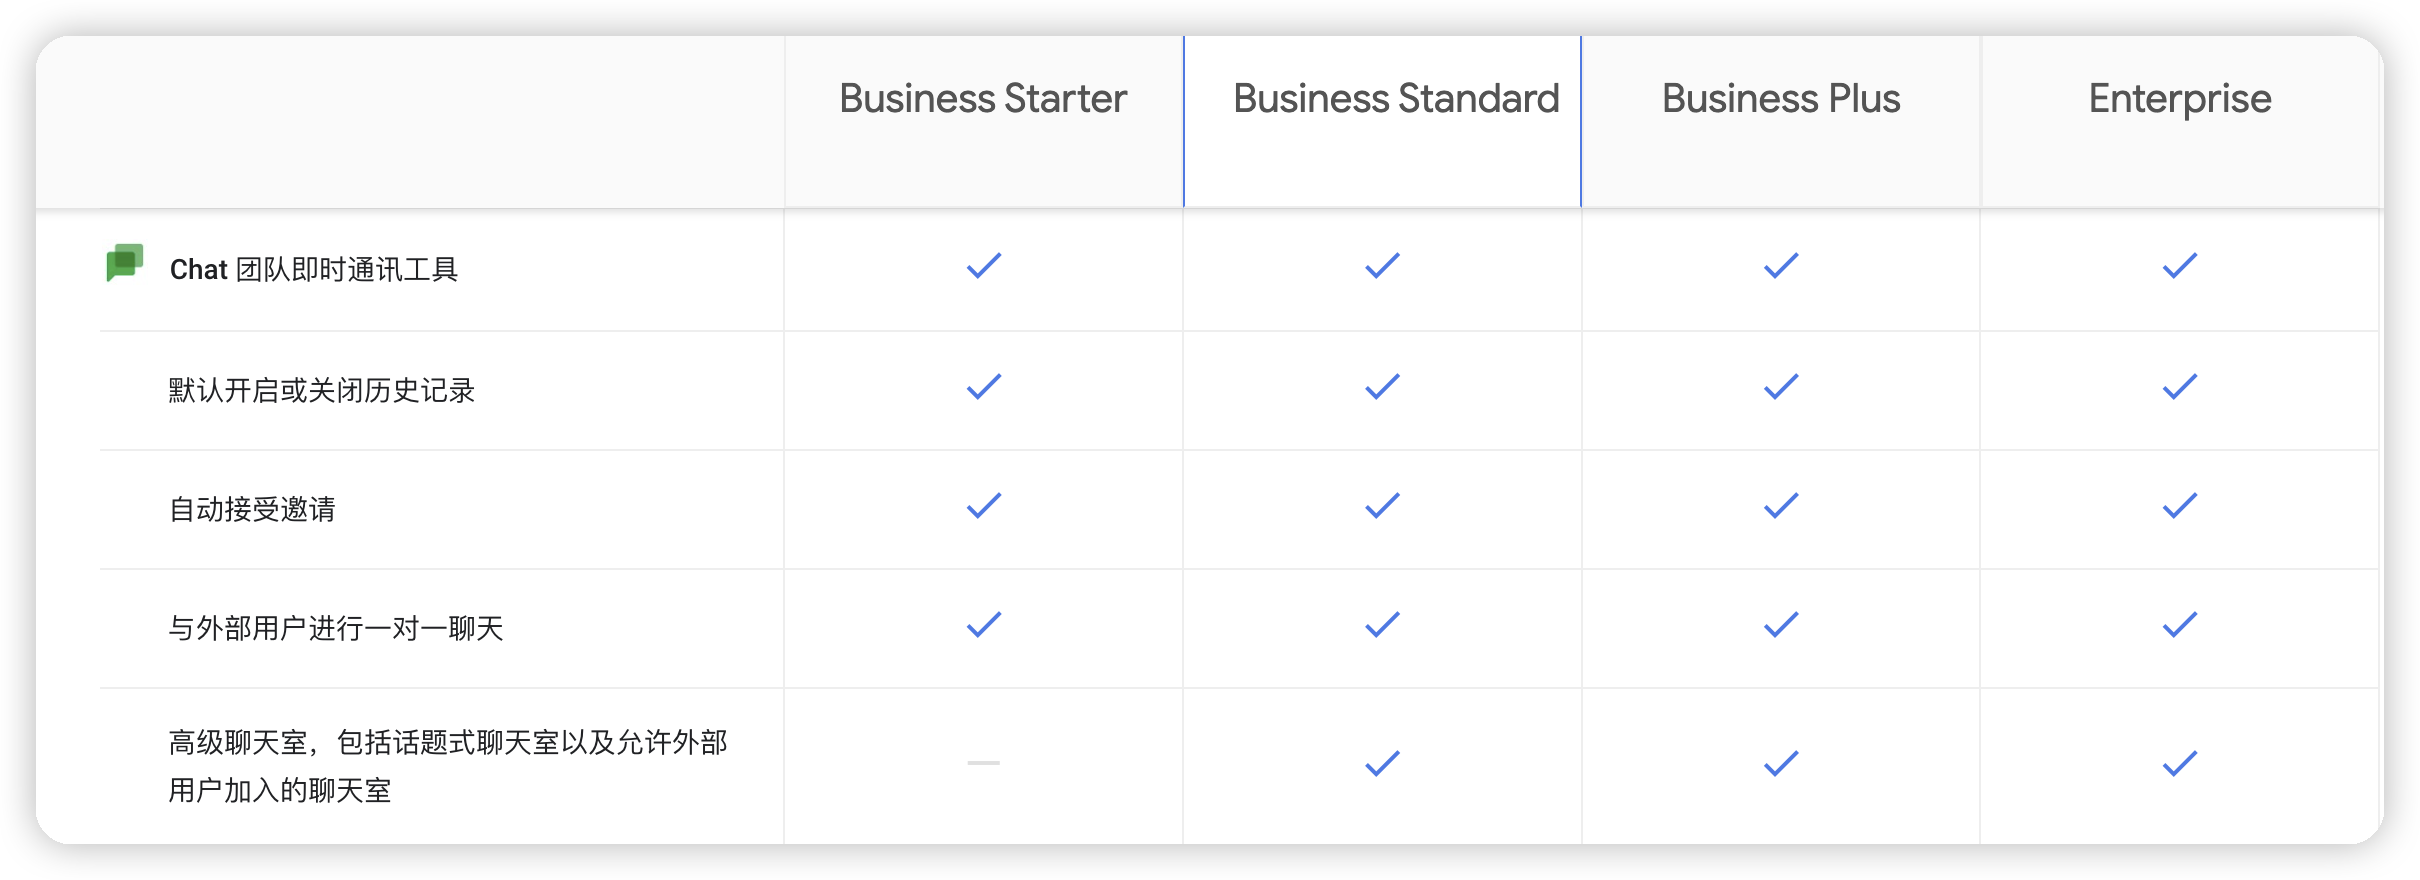 Business Starter Business Standard Business Plus Enterprise
Chat 团队即时通讯工具
默认开启或关闭历史记录
自动接受邀请
与外部用户进行一对一聊天
高级聊天室，包括话题式聊天室以及允许外部
用户加入的聊天室